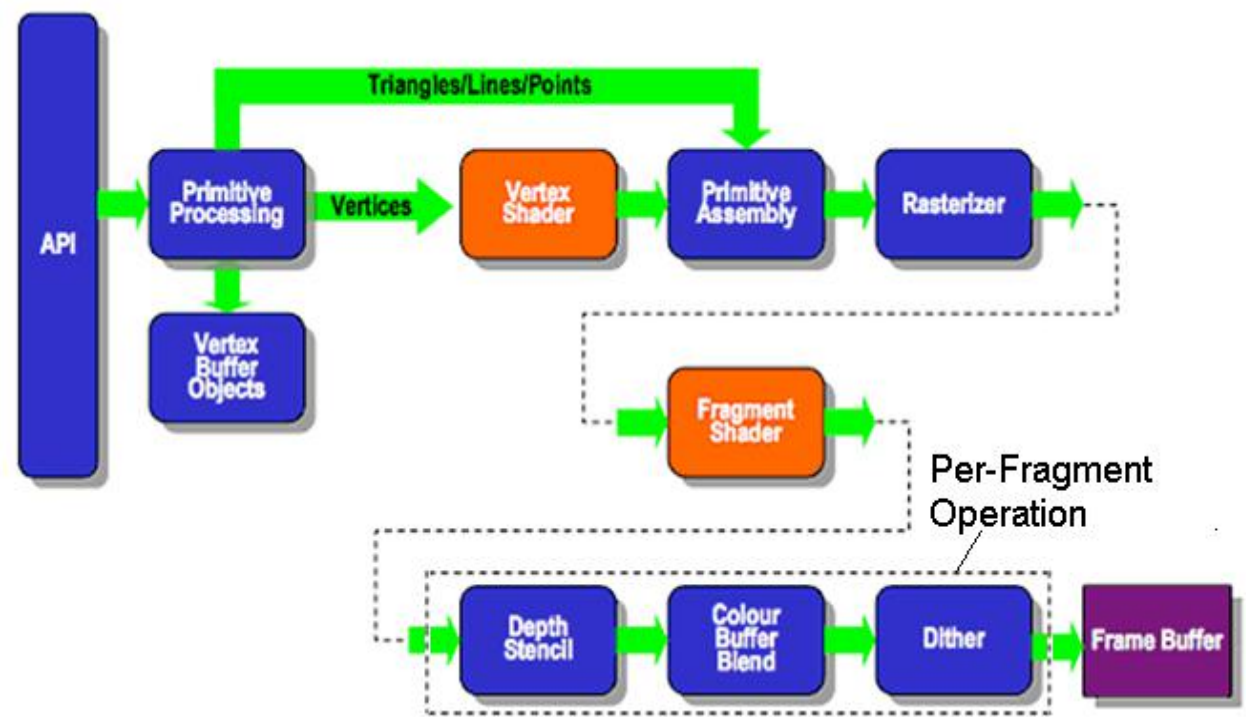 Triangles/Lines/Points
API
Primitive
Processing
Vertices
Vertex
Shader
Primitive
Assembly
Rasterizer
Vertex
Buffer
Objects
Fragment
Shader
Per-Fragment
Operation
Depth
Stencil
Colour
Buffer
Blend
Dither
Frame Buffer